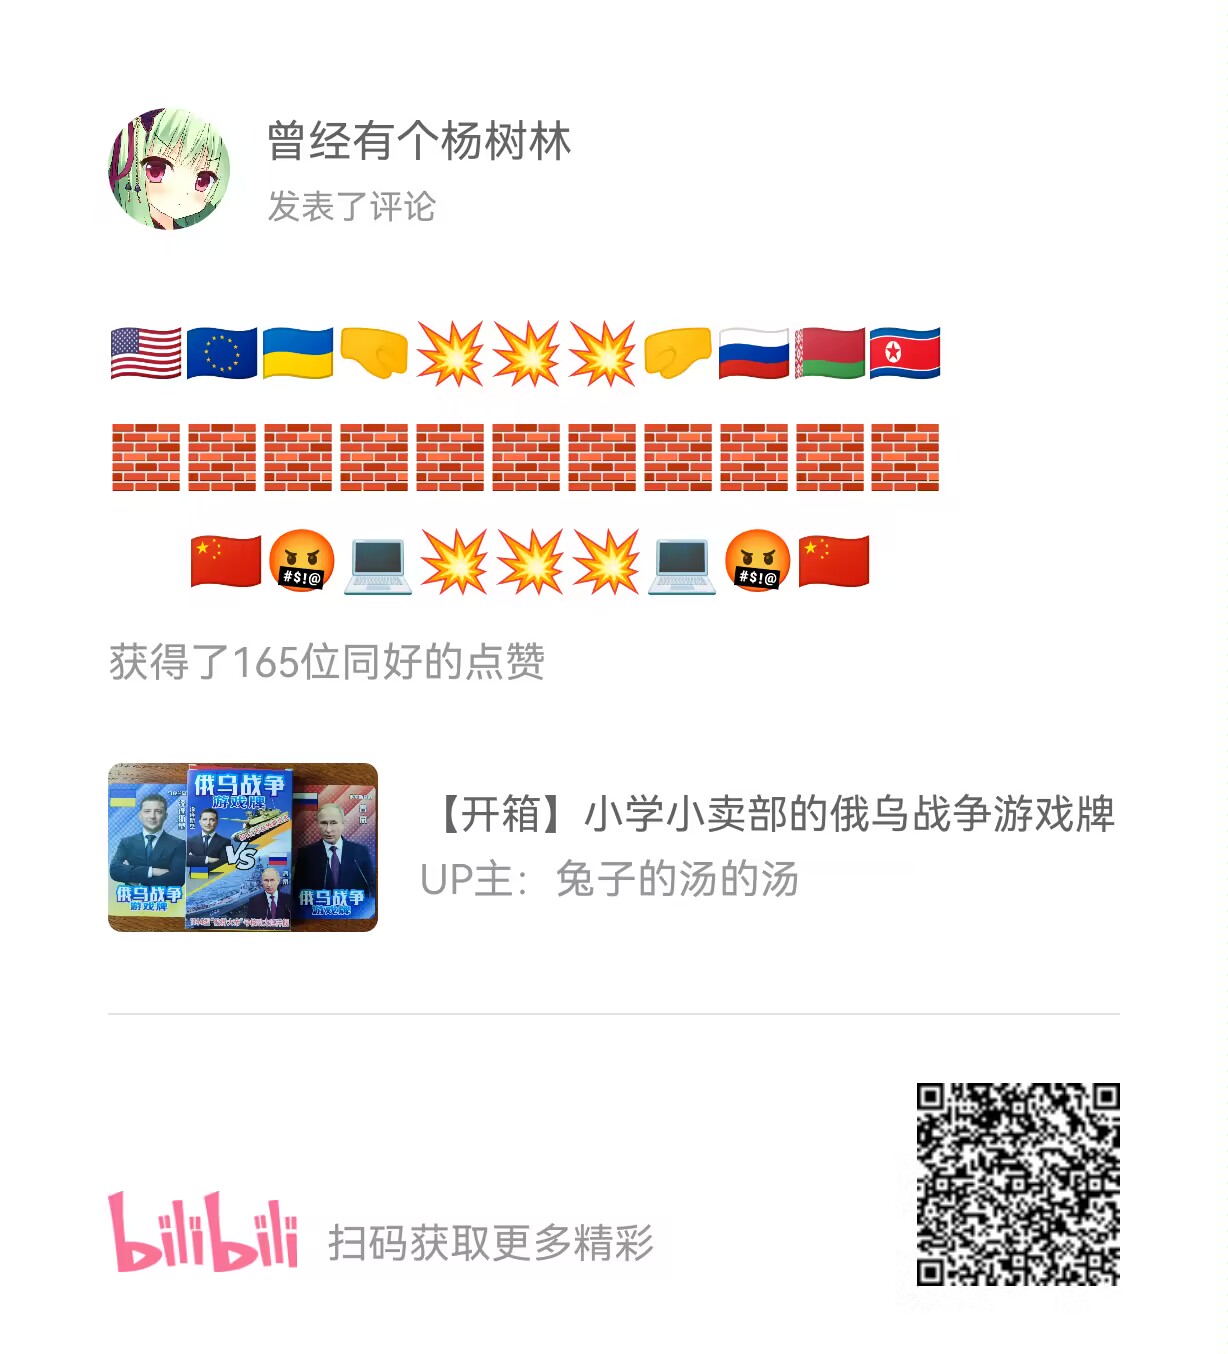 曾经有个杨树林
发表了评论
🇺🇸🇪🇺🇺🇦🤜💥💥💥🤛🇷🇺🇧🇾🇰🇵
🧱🧱🧱🧱🧱🧱🧱🧱🧱🧱🧱
🇨🇳🤬💻💥💥💥💻🤬🇨🇳
获得了165位同好的点赞
俄乌战争
游戏牌
VS
俄乌战争
游戏牌
俄乌战争
游戏牌
【开箱】小学小卖部的俄乌战争游戏牌
UP主：兔子的汤的汤
bilibili 扫码获取更多精彩